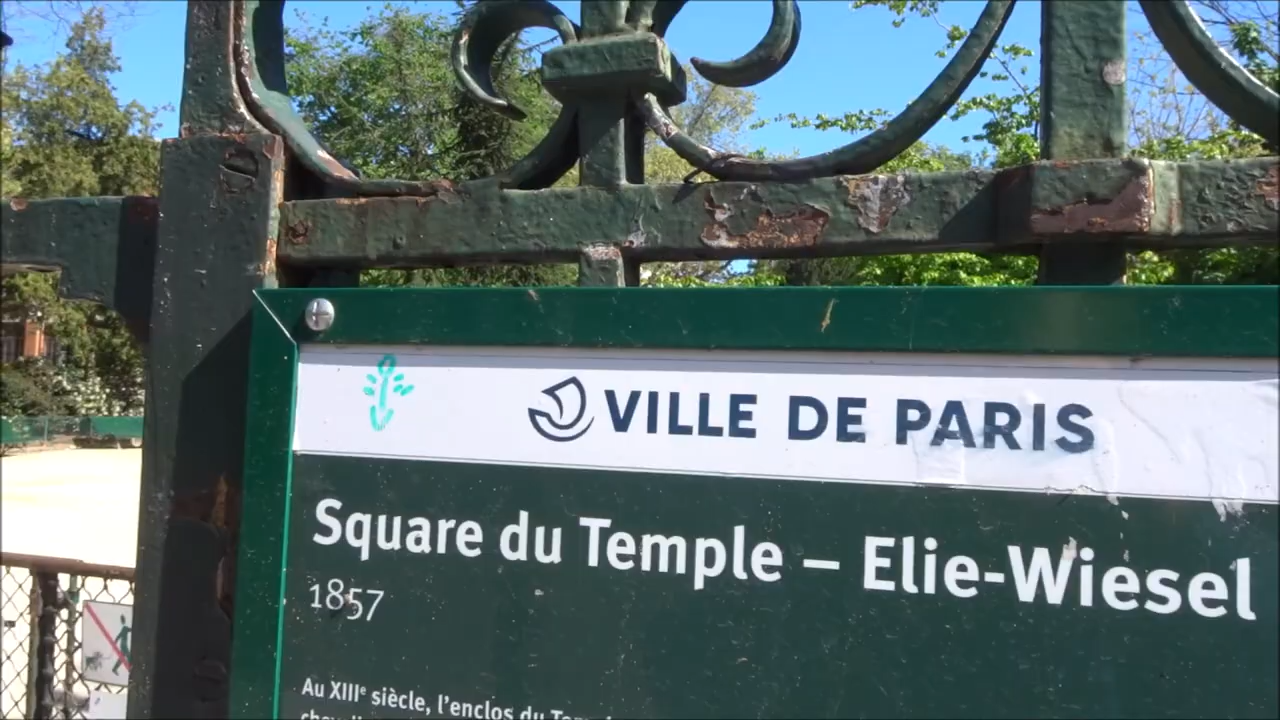 VILLE DE PARIS
Square du Temple – Elie-Wiesel
1857
Au XIIIe siècle, l'enclos du